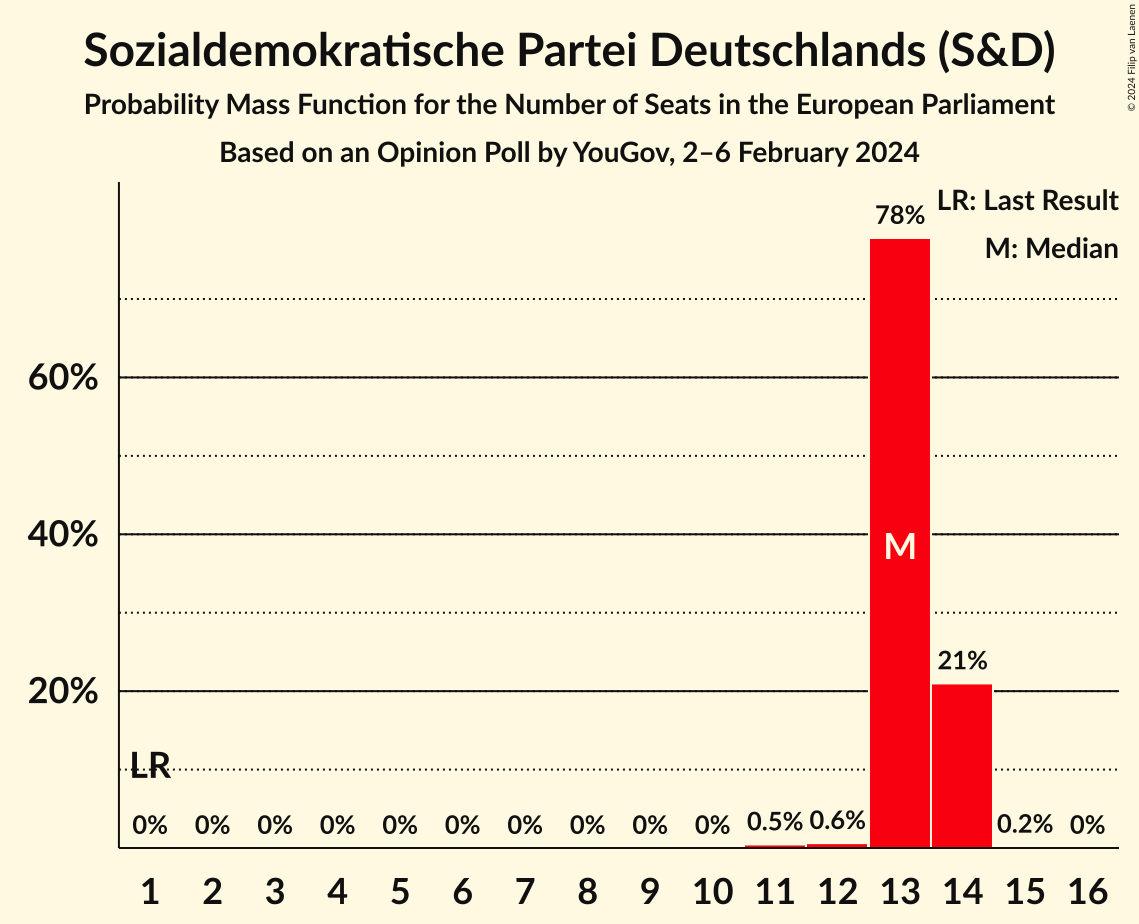 Sozialdemokratische Partei Deutschlands (S&D)
Probability Mass Function for the Number of Seats in the European Parliament
Based on an Opinion Poll by YouGov, 2–6 February 2024
© 2024 Filip van Laenen
LR: Last Result
M: Median
78%
60%
40%
M
21%
20%
LR
0% 0% 0% 0% 0% 0% 0% 0% 0% 0% 0.5% 0.6% 0.2% 0%
1 2 3 4 5 6 7 8 9 10 11 12 13 14 15 16